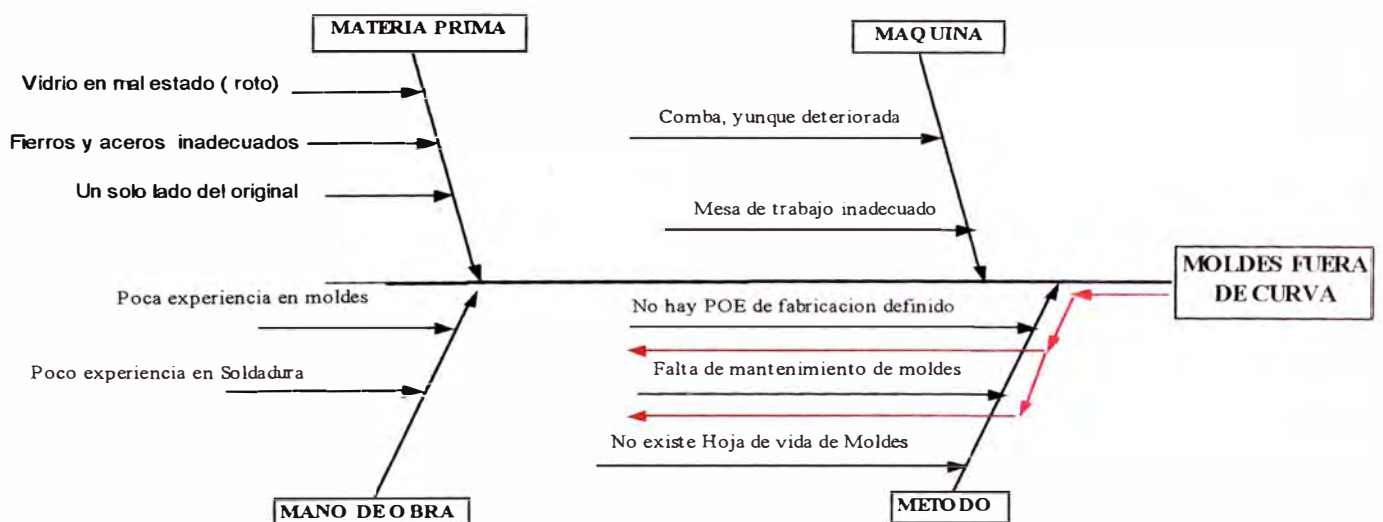 MATERIA PRIMA
MAQUINA
Vidrio en mal estado ( roto)
Fierros y aceros inadecuados
Un solo lado del original
Comba, yunque deteriorada
Mesa de trabajo inadecuado
MOLDES FUERA
DE CURVA
Poca experiencia en moldes
Poco experiencia en Soldadura
No hay POE de fabricacion definido
Falta de mantenimiento de moldes
No existe Hoja de vida de Moldes
MANO DE OBRA
METODO